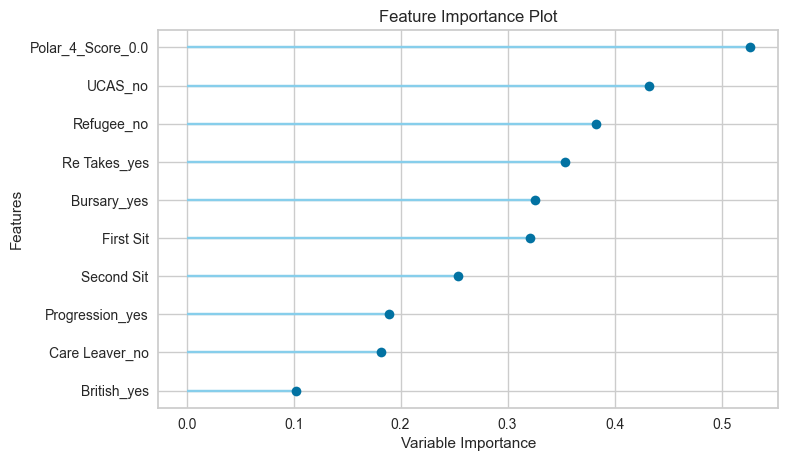 Feature Importance Plot
Polar_4_Score_0.0
UCAS_no
Refugee_no
Re Takes_yes
Bursary_yes
First Sit
Second Sit
Progression_yes
Care Leaver_no
British_yes
Features
0.0 0.1 0.2 0.3 0.4 0.5
Variable Importance